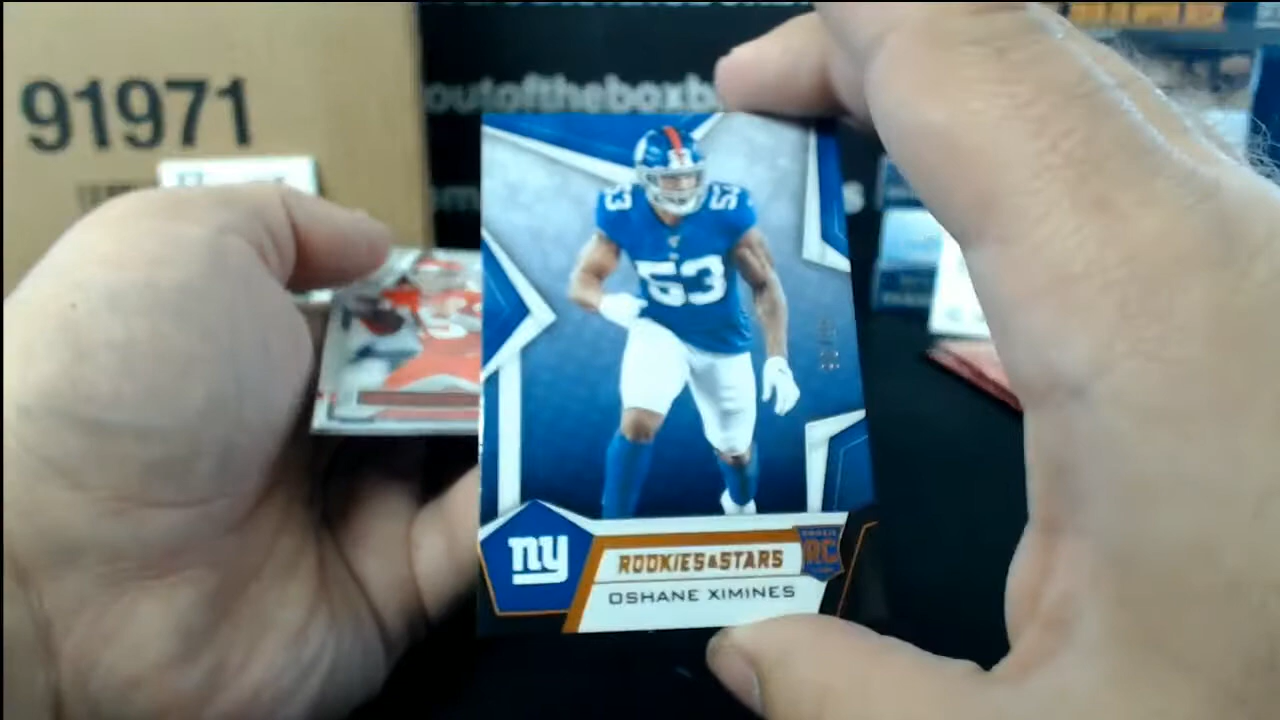 91971
outoftheboxb
53
53
53
ny
ROOKIES&STARS
RC
OSHANE XIMINES